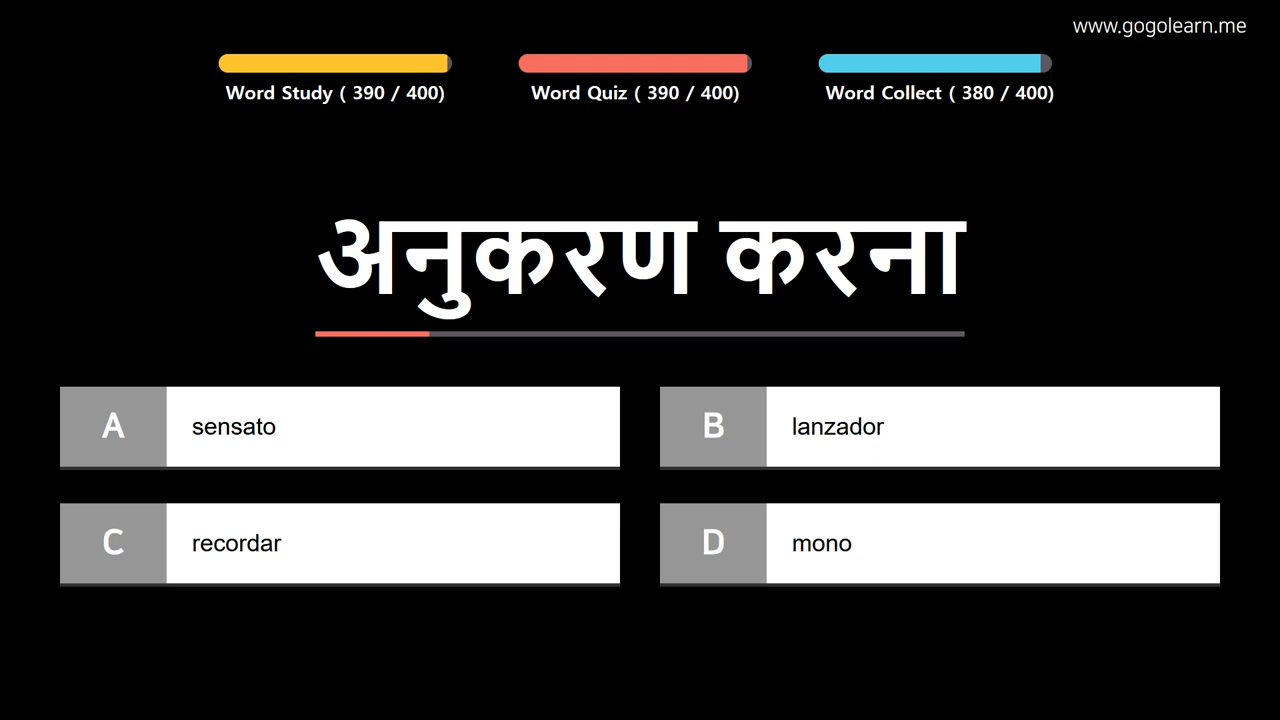 www.gogolearn.me
Word Study ( 390 / 400)
Word Quiz ( 390 / 400)
Word Collect ( 380 / 400)
अनुकरण करना
A sensato
B lanzador
C recordar
D mono